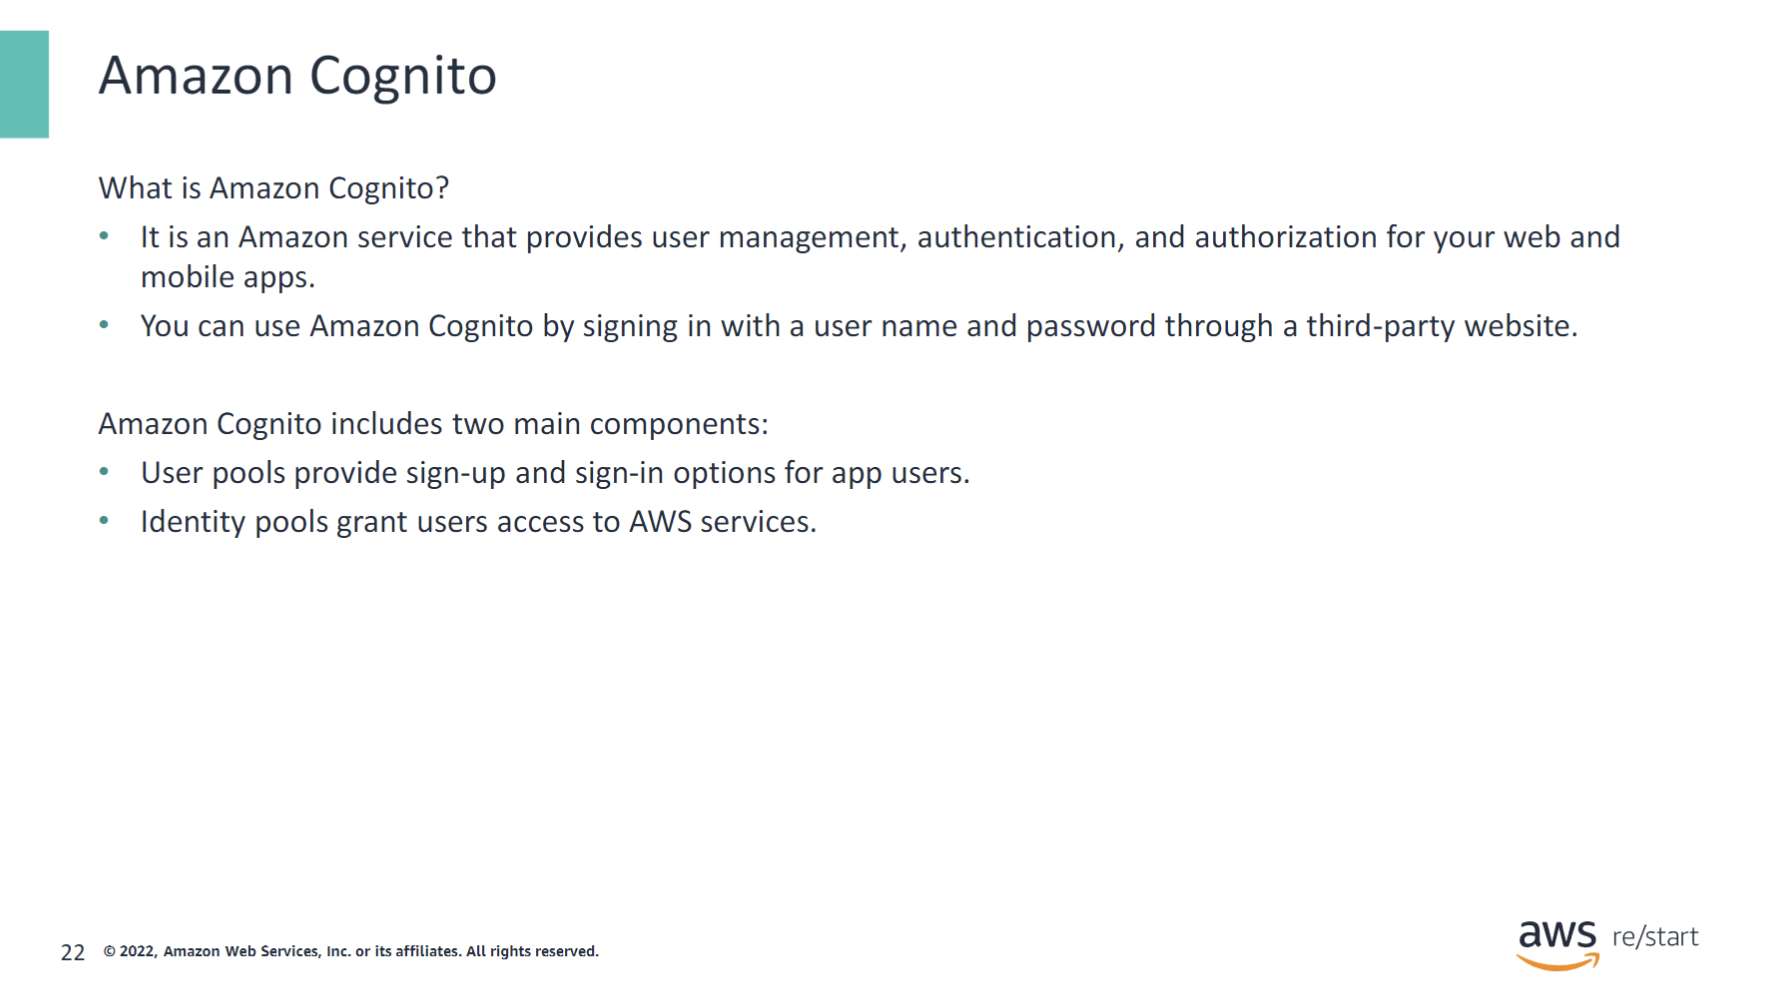 Amazon Cognito
What is Amazon Cognito?
• It is an Amazon service that provides user management, authentication, and authorization for your web and
mobile apps.
• You can use Amazon Cognito by signing in with a user name and password through a third-party website.
Amazon Cognito includes two main components:
• User pools provide sign-up and sign-in options for app users.
• Identity pools grant users access to AWS services.
22 © 2022, Amazon Web Services, Inc. or its affiliates. All rights reserved.
aws re/start